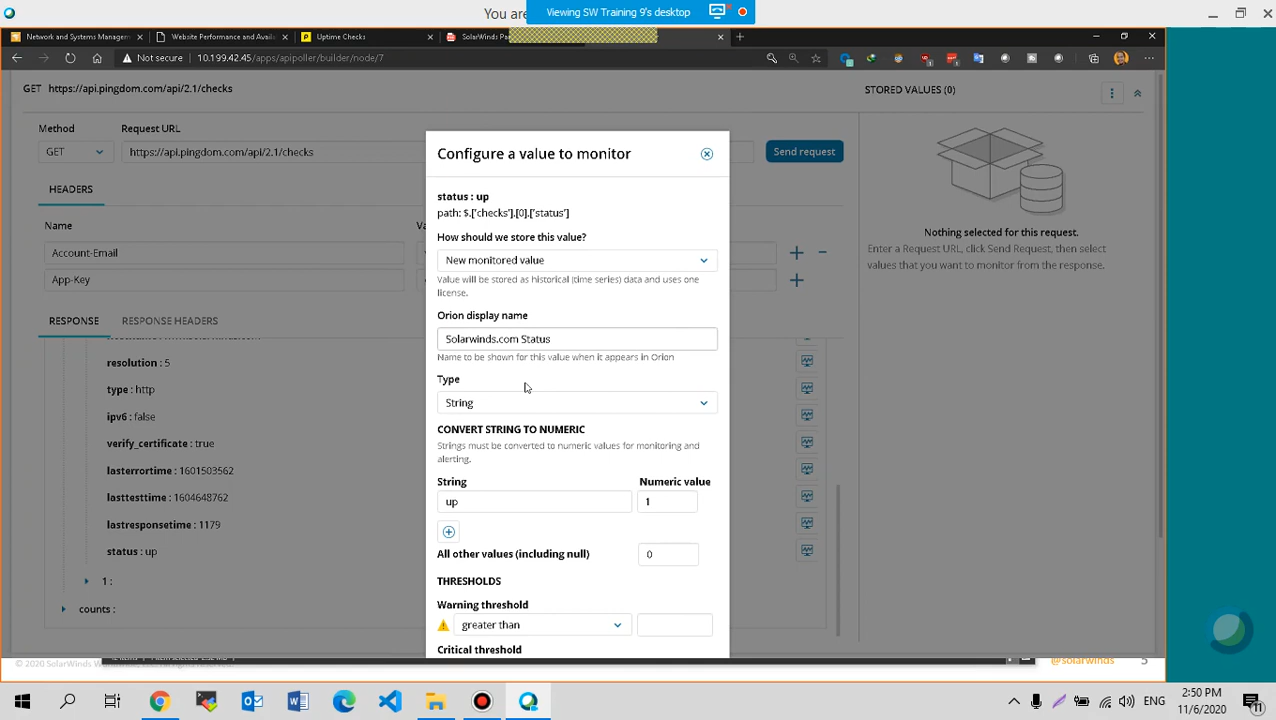 You are
Viewing SW Training 9's desktop
Network and Systems Managem
Website Performance and Availa
Uptime Checks
SolarWinds Pa
Not secure
10.199.42.45/apps/apipoller/builder/node/7
GET https://api.pingdom.com/api/2.1/checks
STORED VALUES (0)
Method
Request URL
GET
https://api.pingdom.com/api/2.1/checks
Send request
HEADERS
Name
Account-Email
App-Key
RESPONSE
RESPONSE HEADERS
resolution : 5
type : http
ipv6 : false
verify_certificate : true
lasterrortime : 1601503562
lasttesttime : 1604648762
lastresponsetime : 1179
status : up
1 :
counts :
Configure a value to monitor
status : up
path: $.['checks'].[0].['status']
How should we store this value?
New monitored value
Value will be stored as historical (time series) data and uses one
license.
Orion display name
Solarwinds.com Status
Name to be shown for this value when it appears in Orion
Type
String
CONVERT STRING TO NUMERIC
Strings must be converted to numeric values for monitoring and
alerting.
String
Numeric value
up
1
All other values (including null)
0
THRESHOLDS
Warning threshold
greater than
Critical threshold
Nothing selected for this request.
Enter a Request URL, click Send Request, then select
values that you want to monitor from the response.
© 2020 SolarWinds
@solarwinds
5
ENG
2:50 PM
11/6/2020